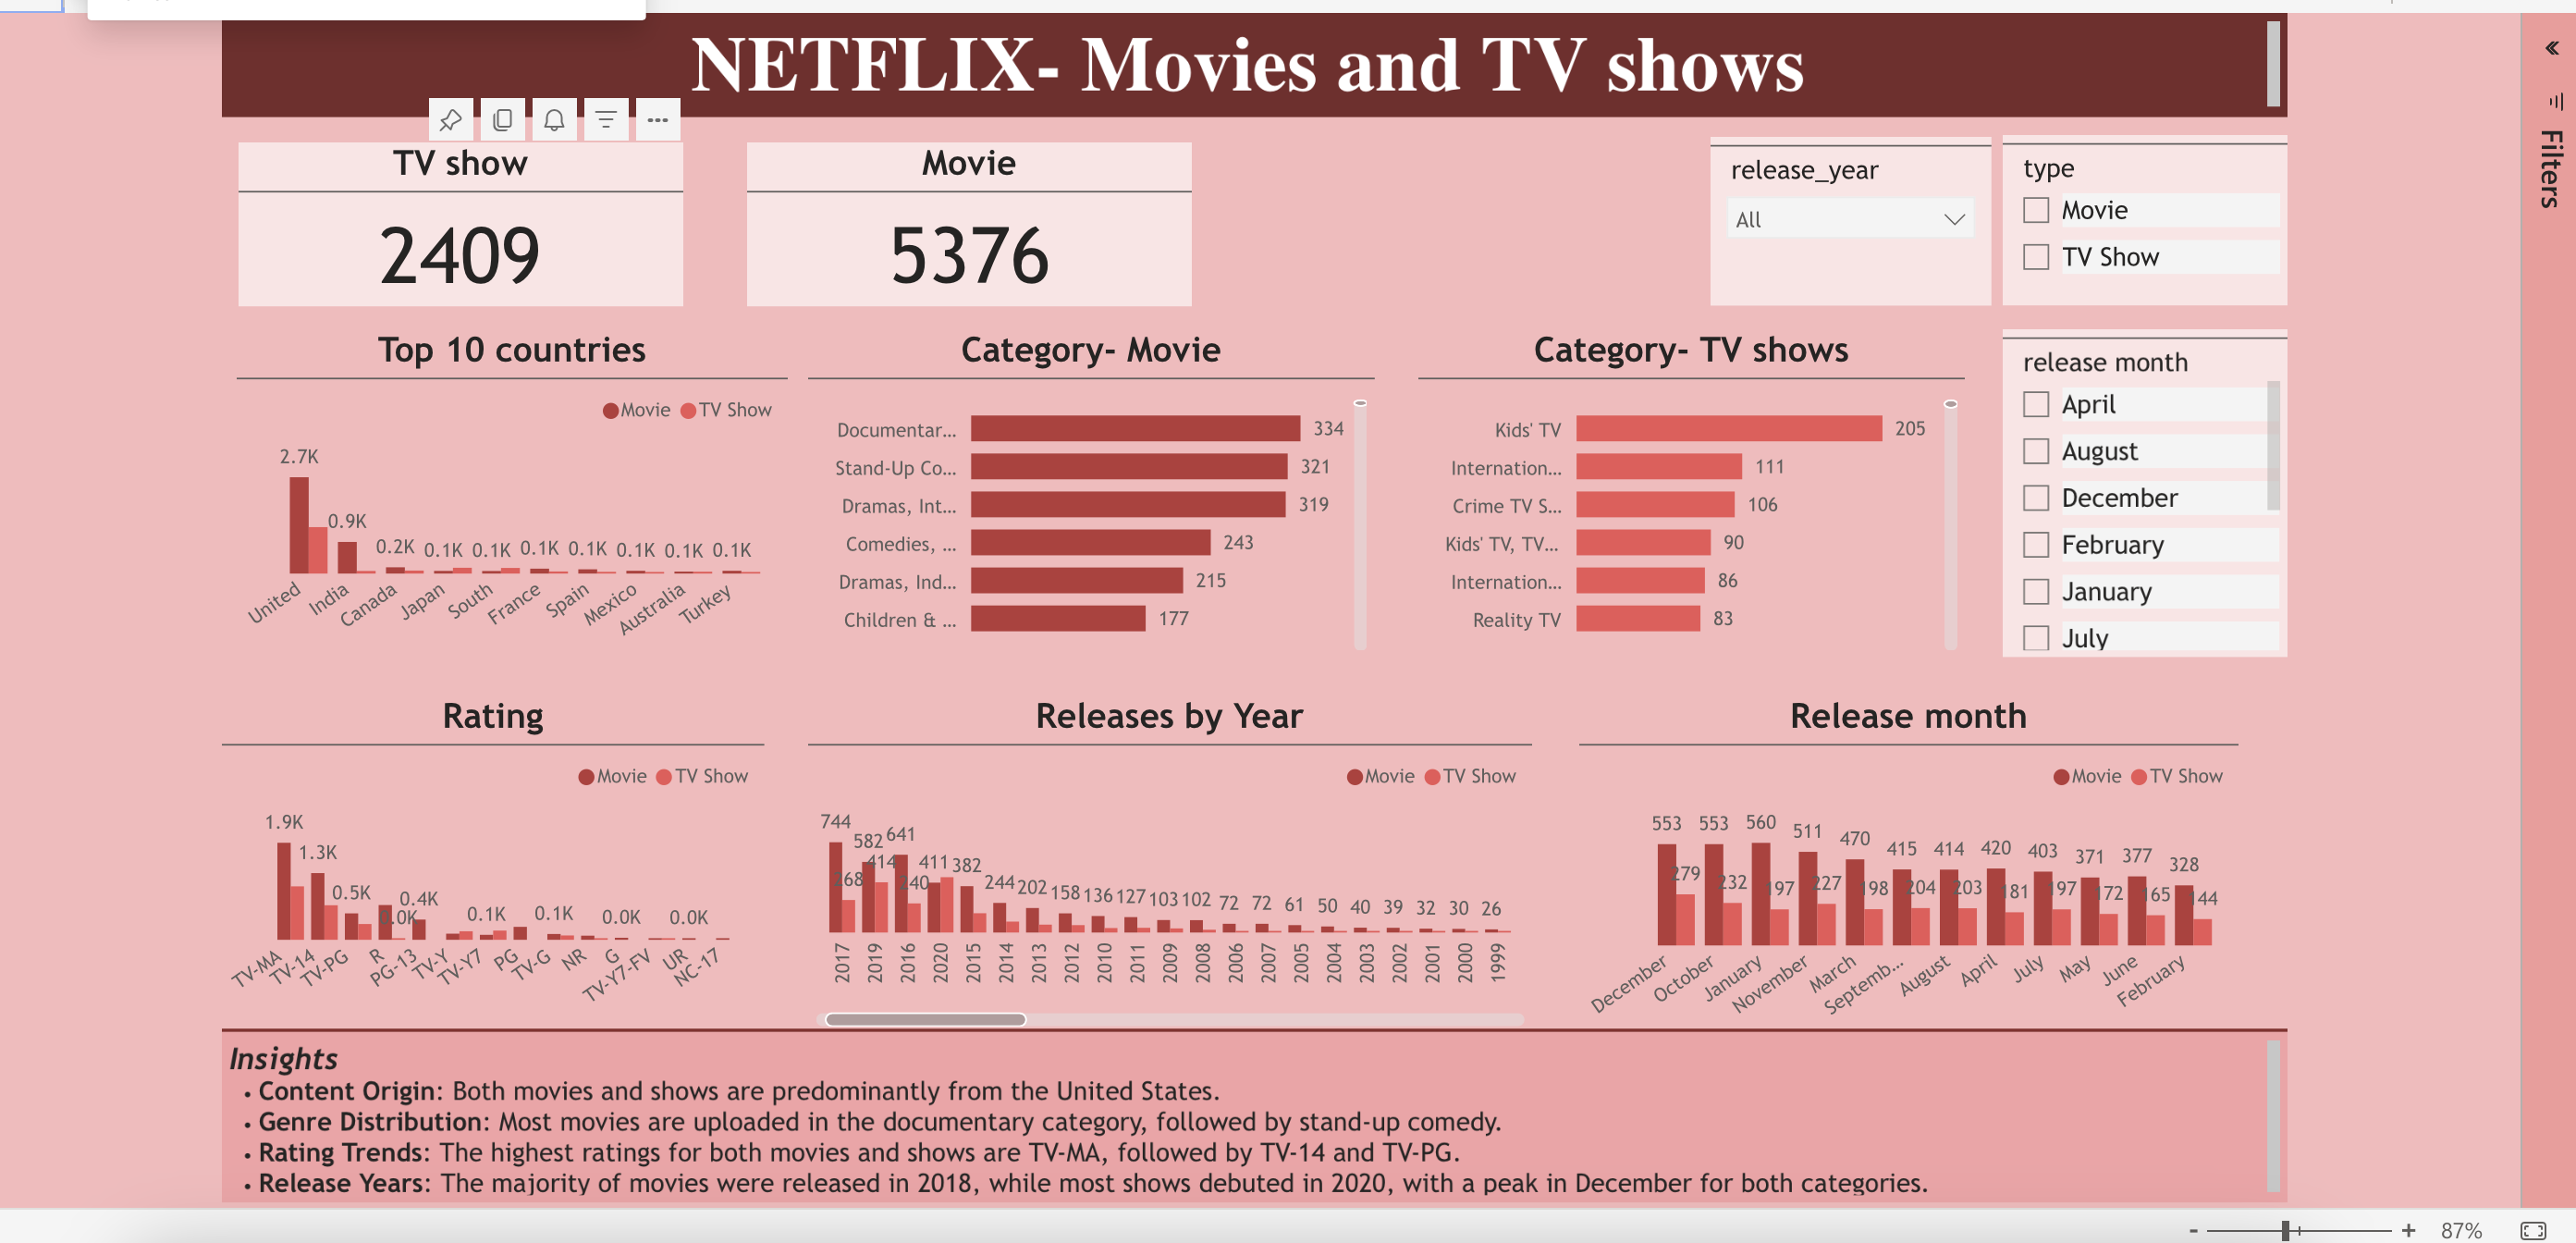 NETFLIX- Movies and TV shows
Filters
TV show
2409
Movie
5376
release_year
All
type
Movie
TV Show
Top 10 countries
Movie TV Show
2.7K 0.9K 0.2K 0.1K 0.1K 0.1K 0.1K 0.1K 0.1K 0.1K
United India Canada Japan South France Spain Mexico Australia Turkey
Category- Movie
Documentar... 334
Stand-Up Co... 321
Dramas, Int... 319
Comedies, ... 243
Dramas, Ind... 215
Children & ... 177
Category- TV shows
Kids' TV 205
Internation... 111
Crime TV S... 106
Kids' TV, TV... 90
Internation... 86
Reality TV 83
release month
April
August
December
February
January
July
Rating
Movie TV Show
1.9K 1.3K 0.5K 0.0K 0.4K 0.1K 0.1K 0.0K 0.0K
TV-MA TV-14 TV-PG R PG-13 TV-Y TV-Y7 PG TV-G NR G TV-Y7-FV UR NC-17
Releases by Year
Movie TV Show
744 582 641 411 382 244 202 158 136 127 103 102 72 72 61 50 40 39 32 30 26
268 414 240
2017 2019 2016 2020 2015 2014 2013 2012 2010 2011 2009 2008 2006 2007 2005 2004 2003 2002 2001 2000 1999
Release month
Movie TV Show
553 553 560 511 470 415 414 420 403 371 377 328
279 232 197 227 198 204 203 181 197 172 165 144
December October January November March Septemb... August April July May June February
Insights
• Content Origin: Both movies and shows are predominantly from the United States.
• Genre Distribution: Most movies are uploaded in the documentary category, followed by stand-up comedy.
• Rating Trends: The highest ratings for both movies and shows are TV-MA, followed by TV-14 and TV-PG.
• Release Years: The majority of movies were released in 2018, while most shows debuted in 2020, with a peak in December for both categories.
- + 87%